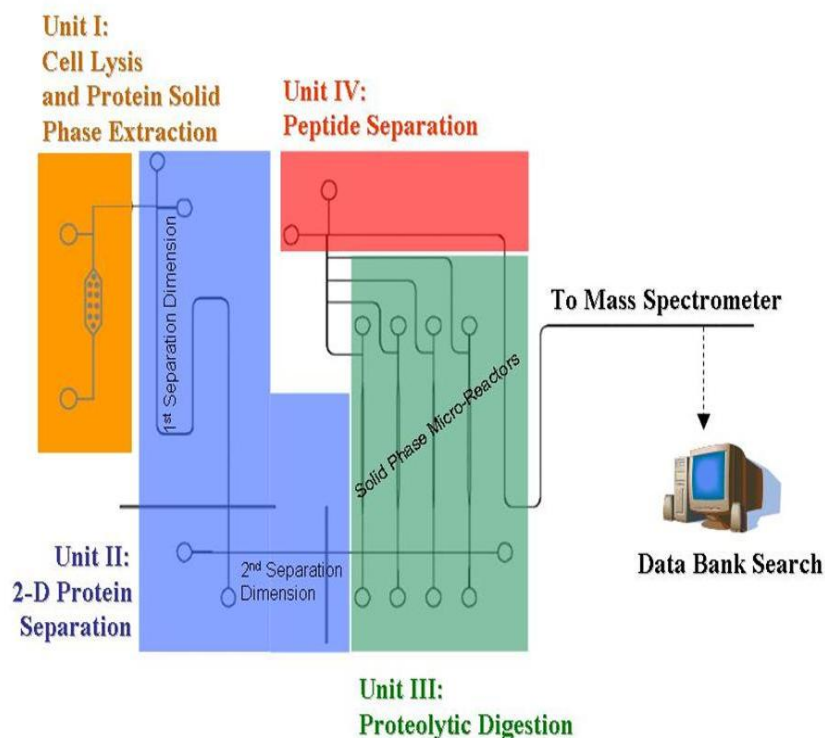 Unit I:
Cell Lysis
and Protein Solid
Phase Extraction
Unit IV:
Peptide Separation
1st Separation Dimension
To Mass Spectrometer
Solid Phase Micro-Reactors
Data Bank Search
Unit II:
2-D Protein
Separation
2nd Separation
Dimension
Unit III:
Proteolytic Digestion